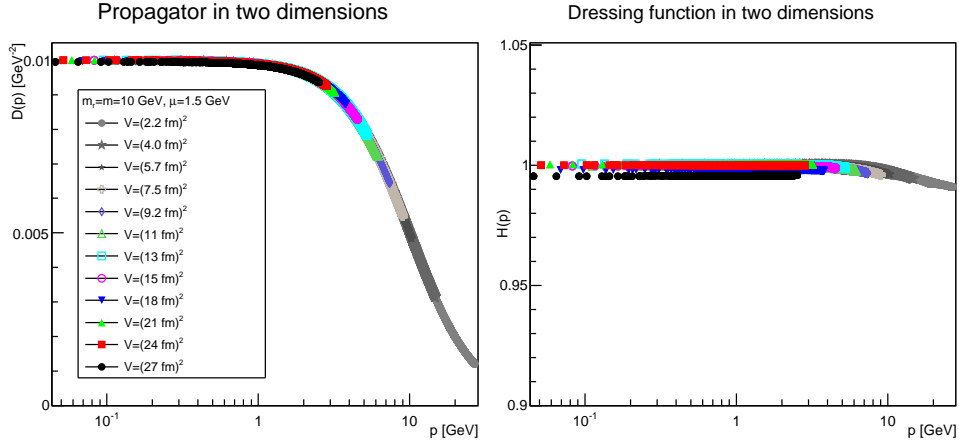 Propagator in two dimensions
D(p) [GeV⁻²]
0.01
0.005
0
mᵣ=m=10 GeV, μ=1.5 GeV
V=(2.2 fm)²
V=(4.0 fm)²
V=(5.7 fm)²
V=(7.5 fm)²
V=(9.2 fm)²
V=(11 fm)²
V=(13 fm)²
V=(15 fm)²
V=(18 fm)²
V=(21 fm)²
V=(24 fm)²
V=(27 fm)²
10⁻¹
1
10
p [GeV]
Dressing function in two dimensions
H(p)
1.05
1
0.95
0.9
10⁻¹
1
10
p [GeV]